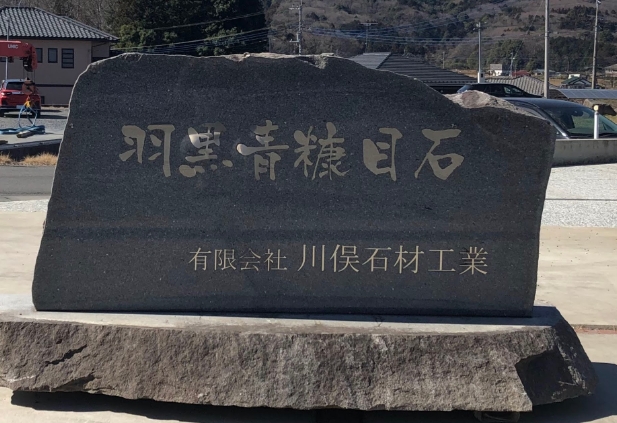 羽黒青糠目石
有限会社 川俣石材工業